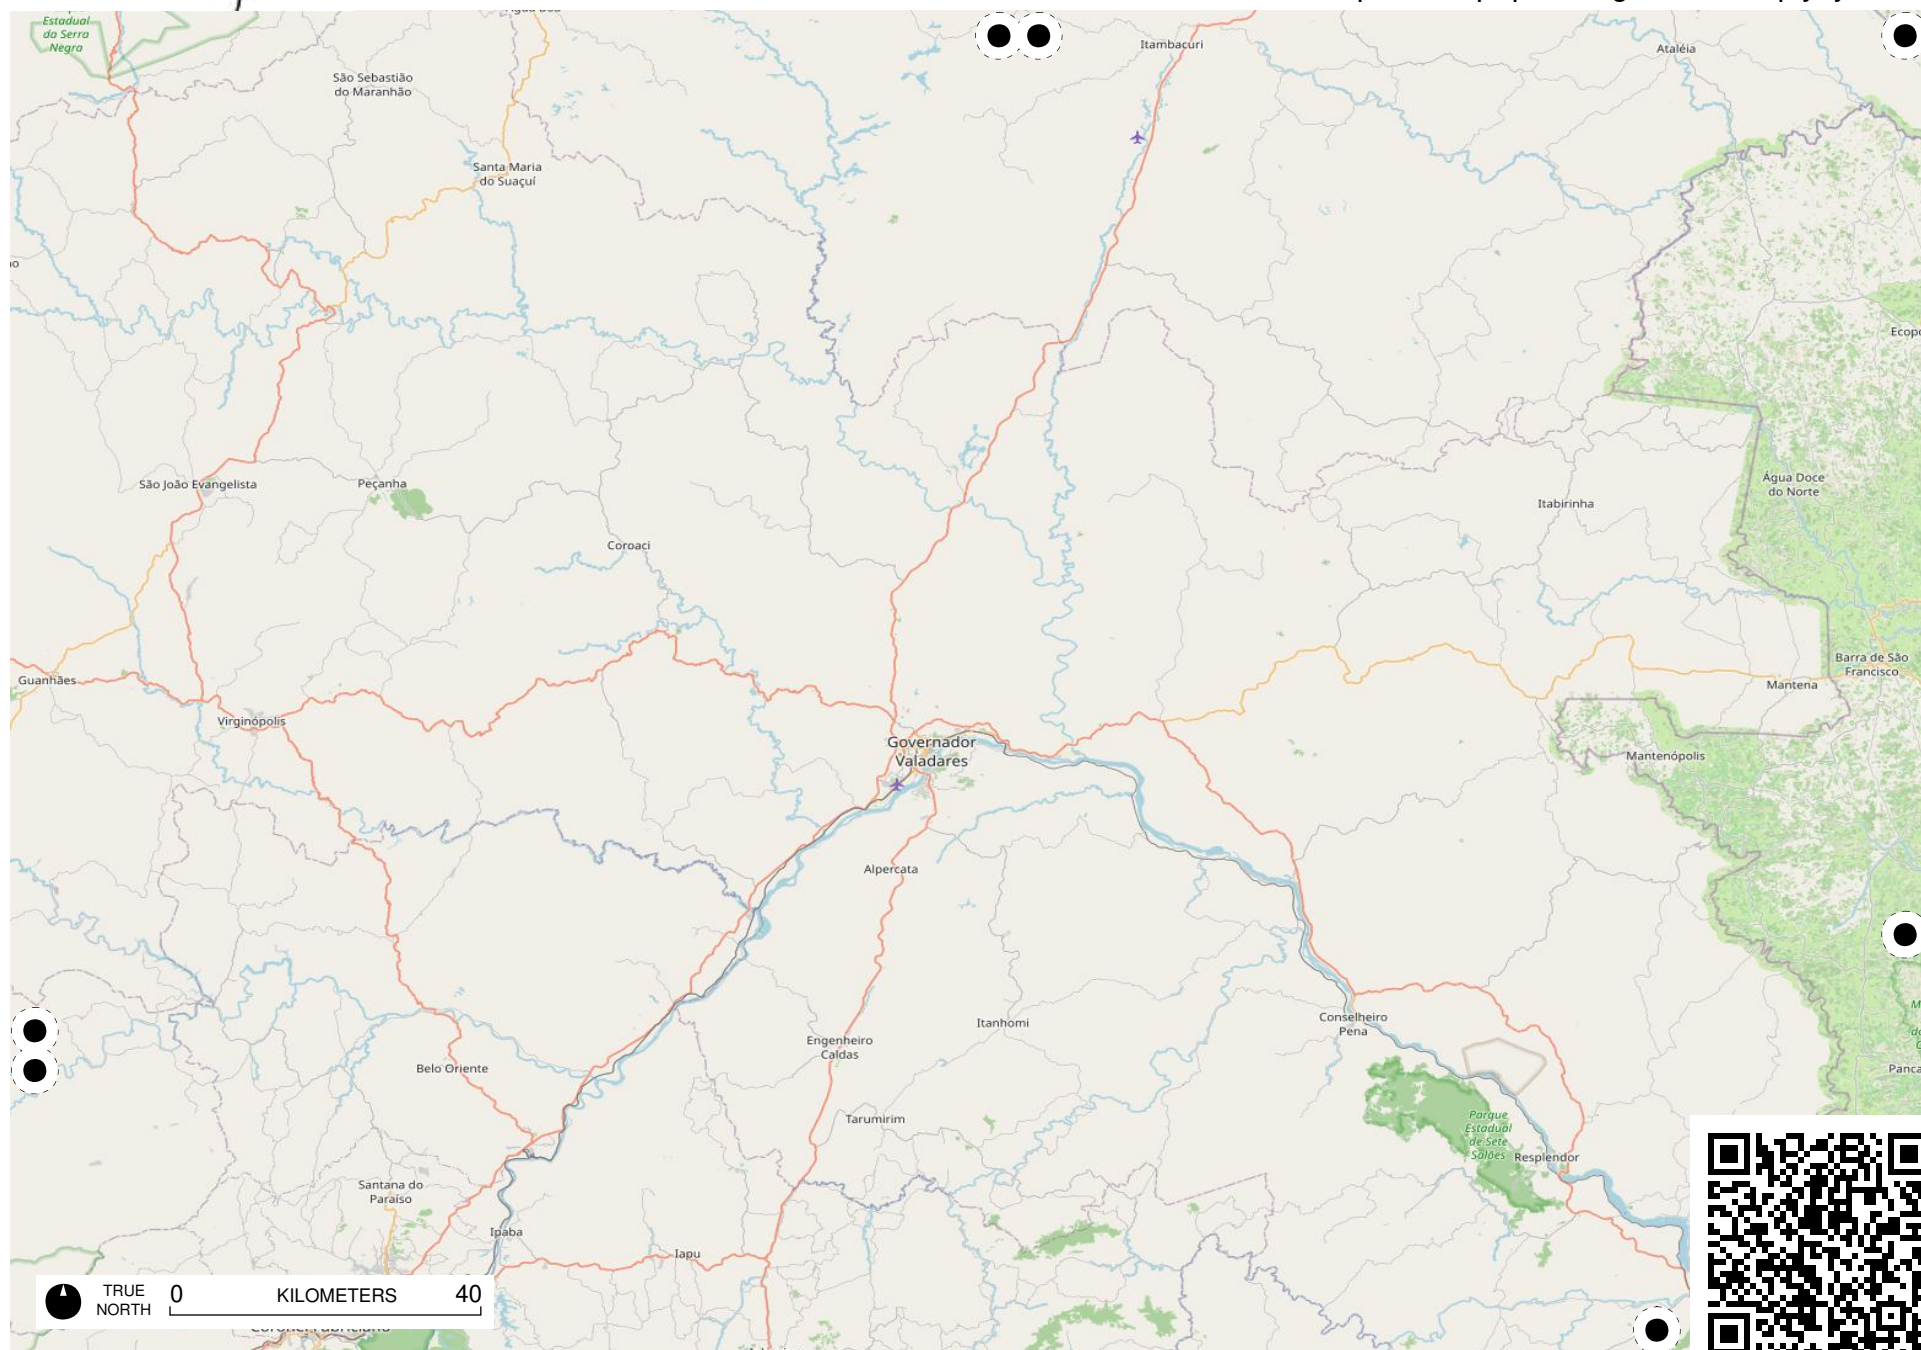 Estadual
da Serra
Negra
Itambacuri
Ataléia
São Sebastião
do Maranhão
Santa Maria
do Suaçuí
Água Doce
do Norte
São João Evangelista
Peçanha
Itabirinha
Coroaci
Barra de São
Francisco
Guanhães
Mantena
Virginópolis
Governador
Valadares
Mantenópolis
Alpercata
Conselheiro
Pena
Itanhomi
Engenheiro
Caldas
Belo Oriente
Tarumirim
Parque
Estadual
de Sete
Salões
Resplendor
Santana do
Paraíso
Ipaba
Iapu
TRUE
NORTH
0 KILOMETERS 40